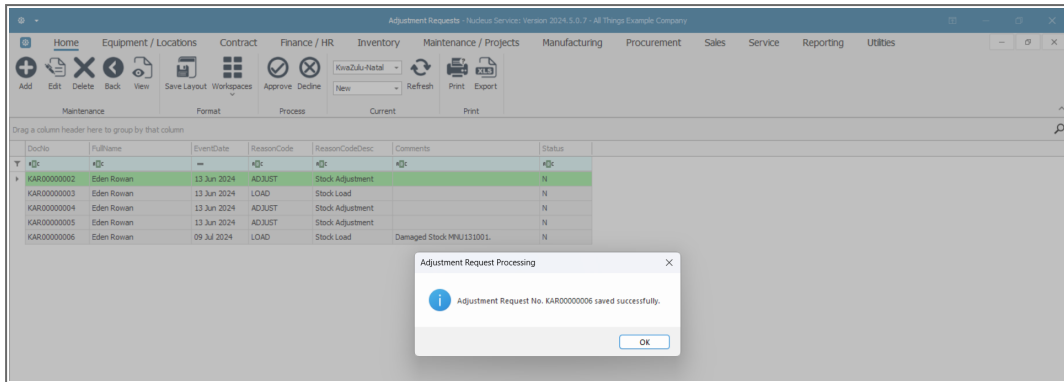 Adjustment Requests - Nucleus Service: Version 2024.5.0.7 - All Things Example Company
Home Equipment / Locations Contract Finance / HR Inventory Maintenance / Projects Manufacturing Procurement Sales Service Reporting Utilities
KwaZulu-Natal
New
XLS
Add Edit Delete Back View Save Layout Workspaces Approve Decline Refresh Print Export
Maintenance Format Process Current Print
Drag a column header here to group by that column
DocNo FullName EventDate ReasonCode ReasonCodeDesc Comments Status
KAR00000002 Eden Rowan 13 Jun 2024 ADJUST Stock Adjustment N
KAR00000003 Eden Rowan 13 Jun 2024 LOAD Stock Load N
KAR00000004 Eden Rowan 13 Jun 2024 ADJUST Stock Adjustment N
KAR00000005 Eden Rowan 13 Jun 2024 ADJUST Stock Adjustment N
KAR00000006 Eden Rowan 09 Jul 2024 LOAD Stock Load Damaged Stock MNU131001. N
Adjustment Request Processing
Adjustment Request No. KAR00000006 saved successfully.
OK